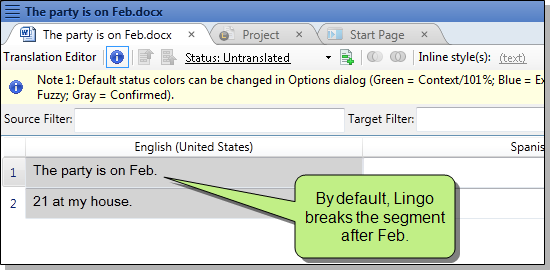 The party is on Feb.docx
The party is on Feb.docx × Project × Start Page ×
Translation Editor Status: Untranslated Inline style(s): (text)
Note 1: Default status colors can be changed in Options dialog (Green = Context/101%; Blue = Ex
Fuzzy; Gray = Confirmed).
Source Filter: Target Filter:
English (United States) Spanis
1 The party is on Feb.
2 21 at my house.
By default, Lingo
breaks the segment
after Feb.